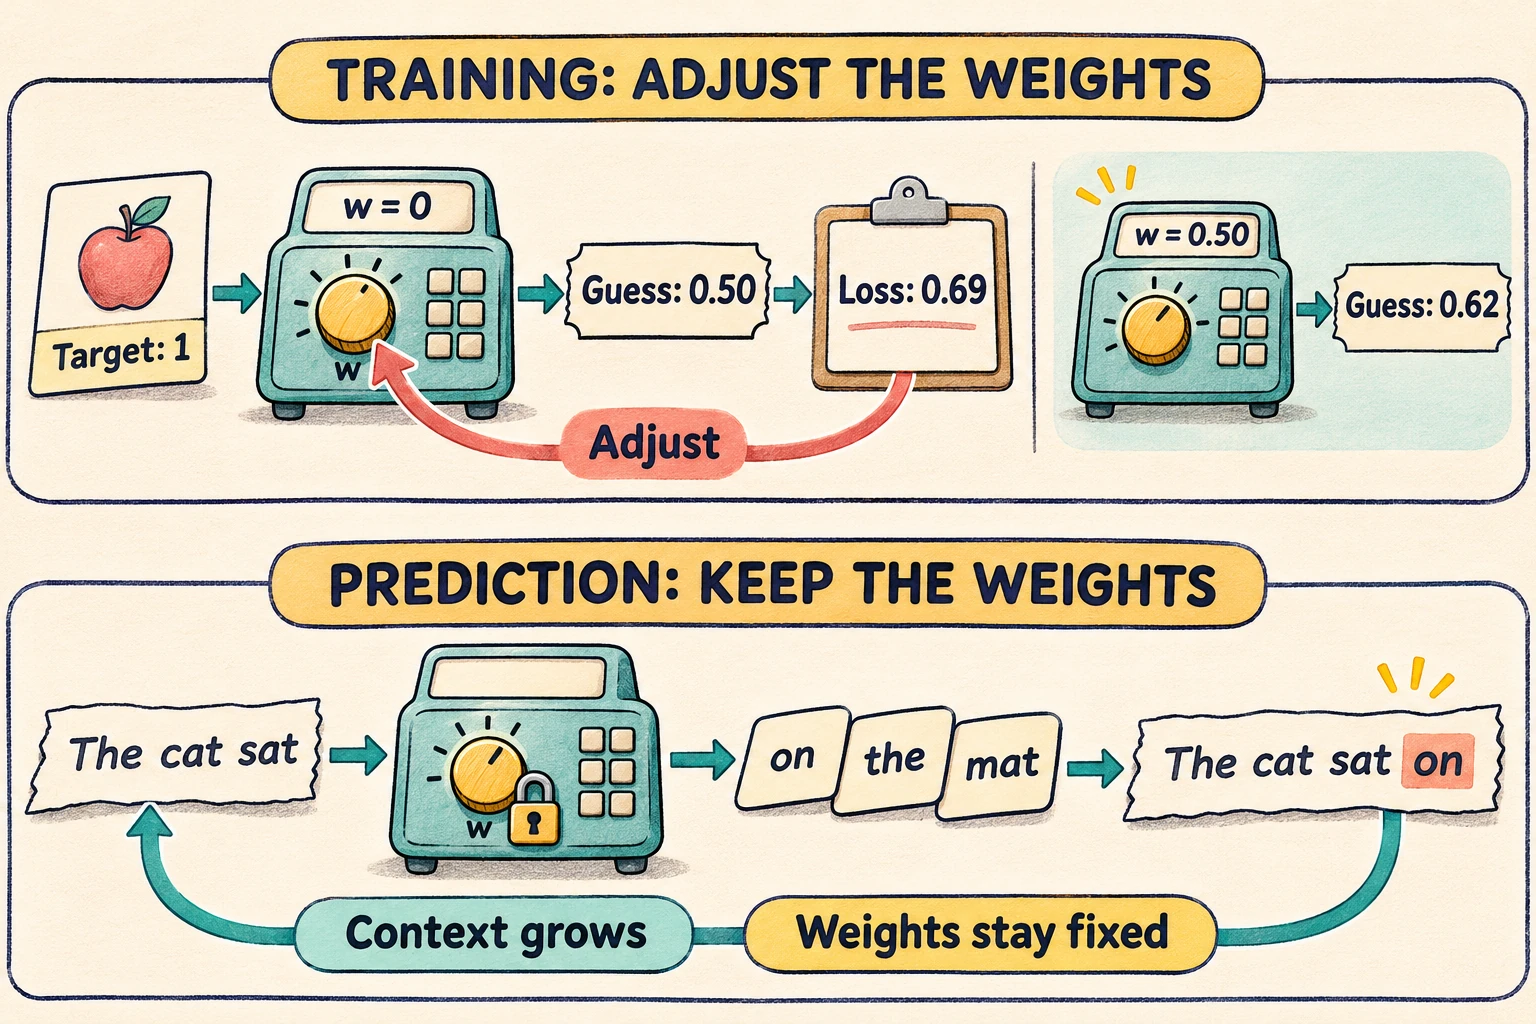 TRAINING: ADJUST THE WEIGHTS
Target: 1
w = 0
w
Guess: 0.50
Loss: 0.69
Adjust
w = 0.50
Guess: 0.62
PREDICTION: KEEP THE WEIGHTS
The cat sat
w
on
the
mat
The cat sat on
Context grows
Weights stay fixed